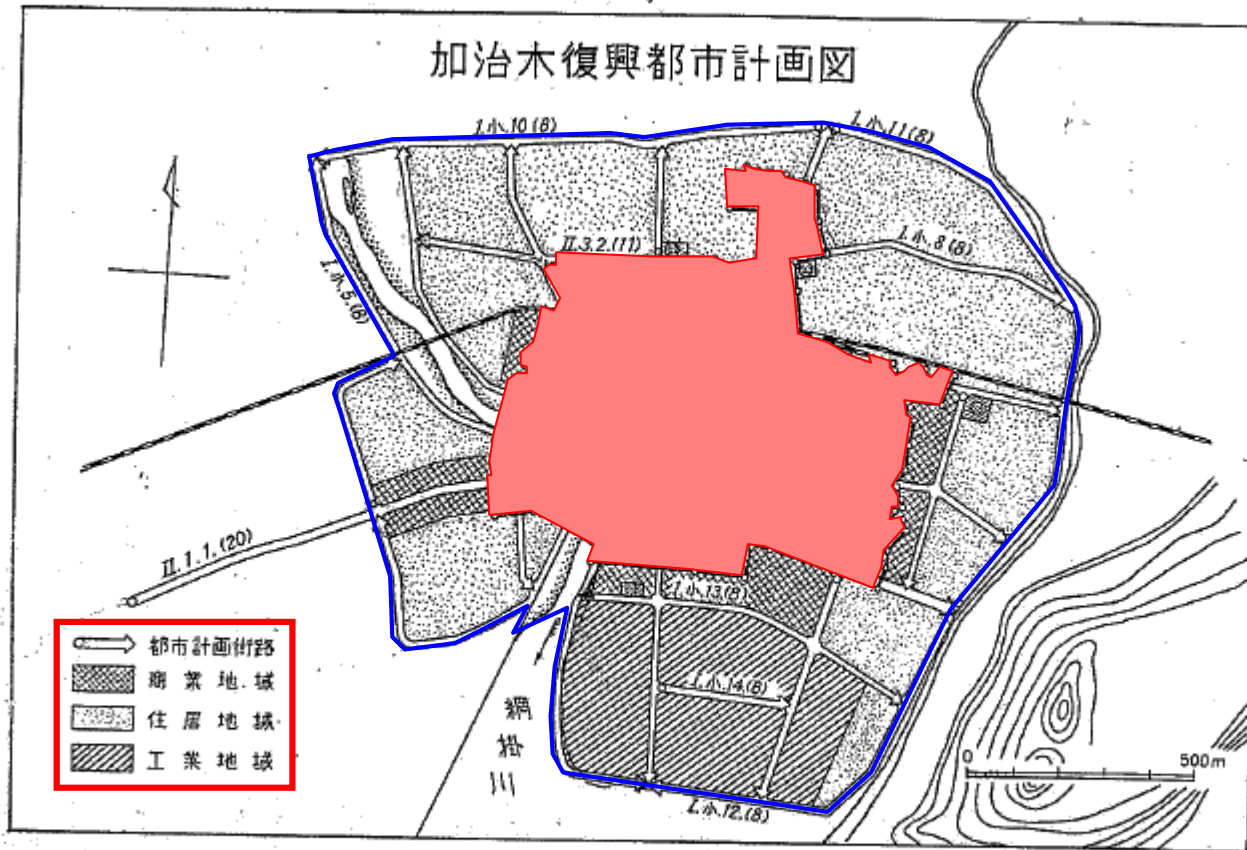 加治木復興都市計画図
I.小.10(8)
I.小.11(8)
II.3.2.(11)
I.小.8(8)
I.小.5.(8)
II.1.1.(20)
I.小.13.(8)
I.小.14.(8)
I.小.12.(8)
都市計画街路
商業地域
住居地域
工業地域
網掛川
0 500m